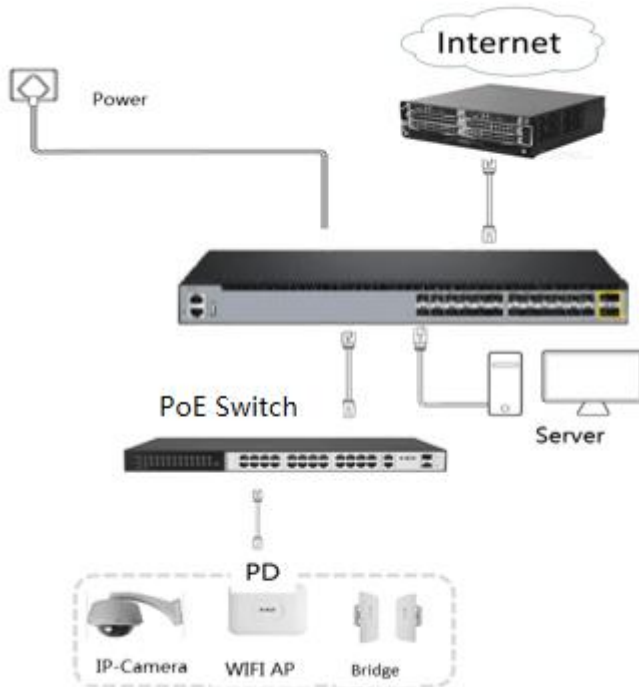 Internet
Power
PoE Switch
Server
PD
IP-Camera
WIFI AP
Bridge